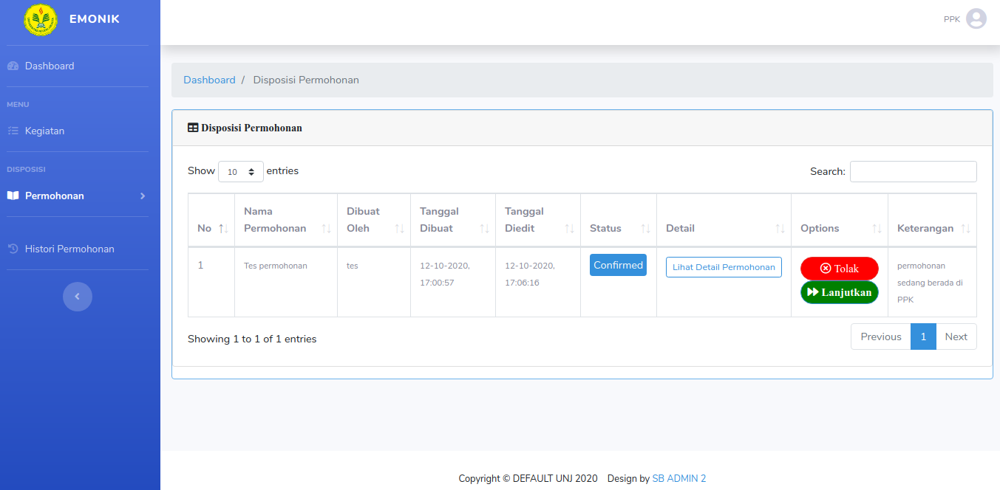 EMONIK
PPK
Dashboard
MENU
Kegiatan
DISPOSISI
Permohonan
Histori Permohonan
Dashboard / Disposisi Permohonan
Disposisi Permohonan
Show 10 entries
Search:
No
Nama Permohonan
Dibuat Oleh
Tanggal Dibuat
Tanggal Diedit
Status
Detail
Options
Keterangan
1
Tes permohonan
tes
12-10-2020,
17:00:57
12-10-2020,
17:06:16
Confirmed
Lihat Detail Permohonan
Tolak
Lanjutkan
permohonan
sedang berada di
PPK
Showing 1 to 1 of 1 entries
Previous 1 Next
Copyright © DEFAULT UNJ 2020 Design by SB ADMIN 2